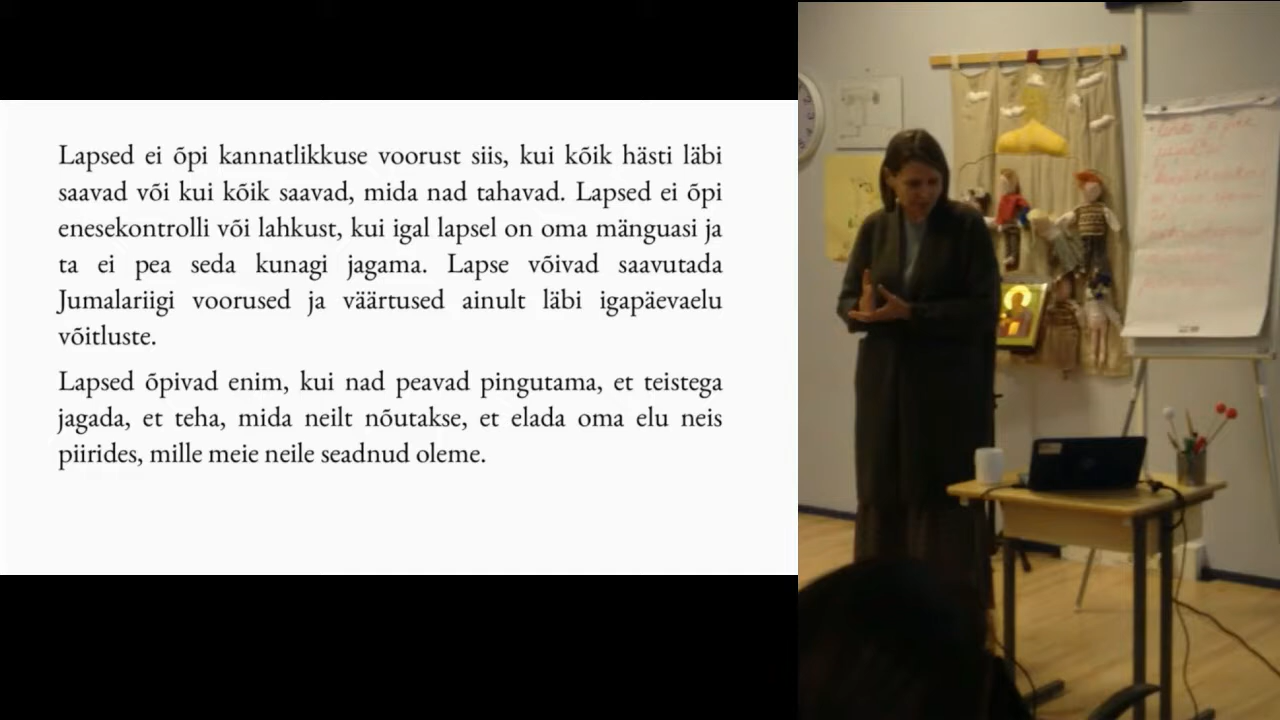 Lapsed ei õpi kannatlikkuse voorust siis, kui kõik hästi läbi
saavad või kui kõik saavad, mida nad tahavad. Lapsed ei õpi
enesekontrolli või lahkust, kui igal lapsel on oma mänguasi ja
ta ei pea seda kunagi jagama. Lapse võivad saavutada
Jumalariigi voorused ja väärtused ainult läbi igapäevaelu
võitluste.
Lapsed õpivad enim, kui nad peavad pingutama, et teistega
jagada, et teha, mida neilt nõutakse, et elada oma elu neis
piirides, mille meie neile seadnud oleme.